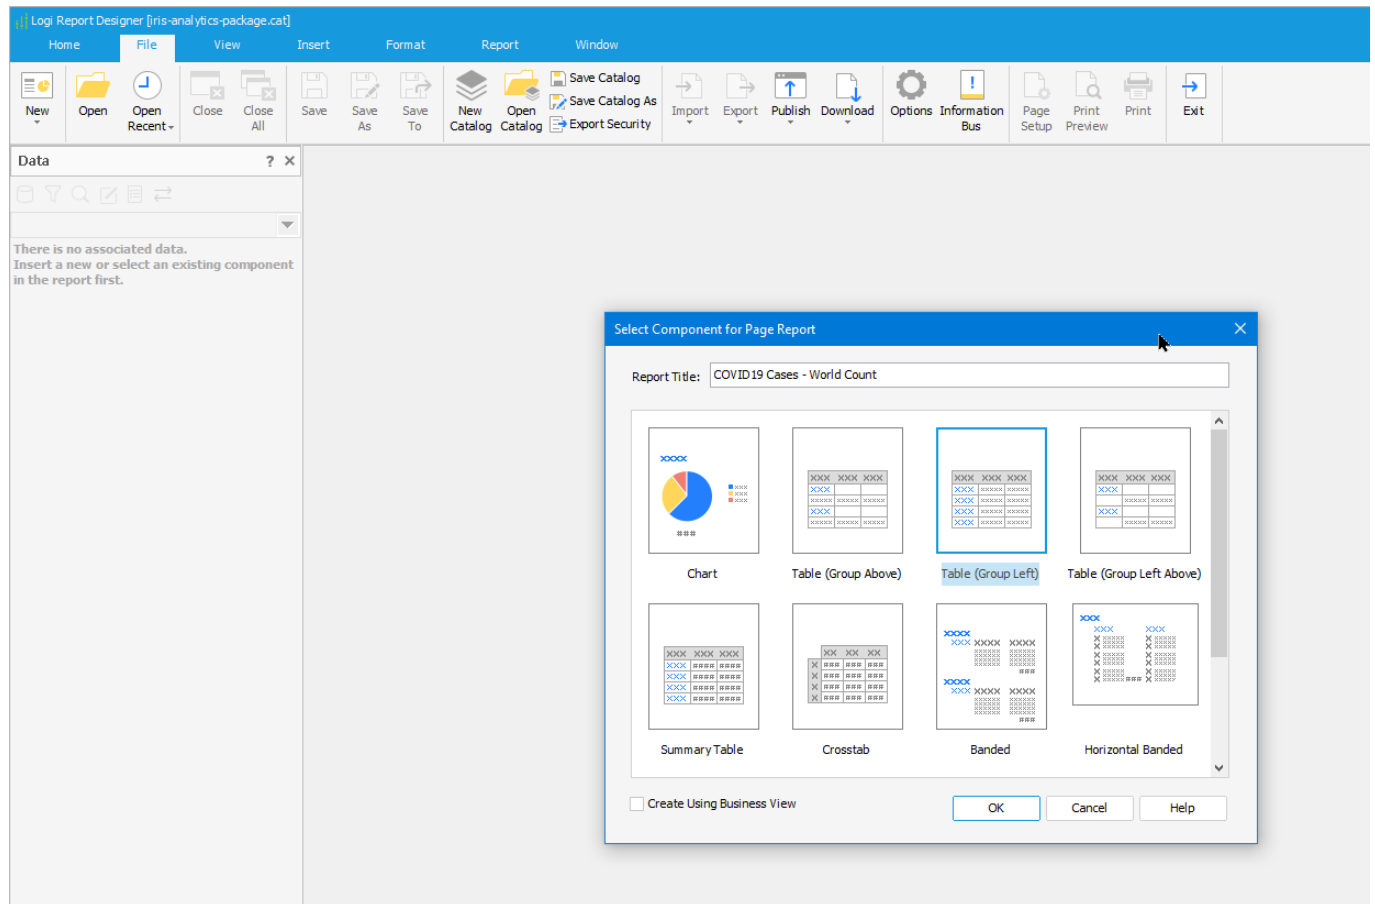 Logi Report Designer [iris-analytics-package.cat]
Home File View Insert Format Report Window
New
Open
Open Recent
Close
Close All
Save
Save As
Save To
New Catalog
Open Catalog
Save Catalog
Save Catalog As
Export Security
Import
Export
Publish
Download
Options
Information Bus
Page Setup
Print Preview
Print
Exit
Data ? ×
There is no associated data.
Insert a new or select an existing component
in the report first.
Select Component for Page Report
Report Title: COVID19 Cases - World Count
Chart
Table (Group Above)
Table (Group Left)
Table (Group Left Above)
Summary Table
Crosstab
Banded
Horizontal Banded
Create Using Business View
OK
Cancel
Help